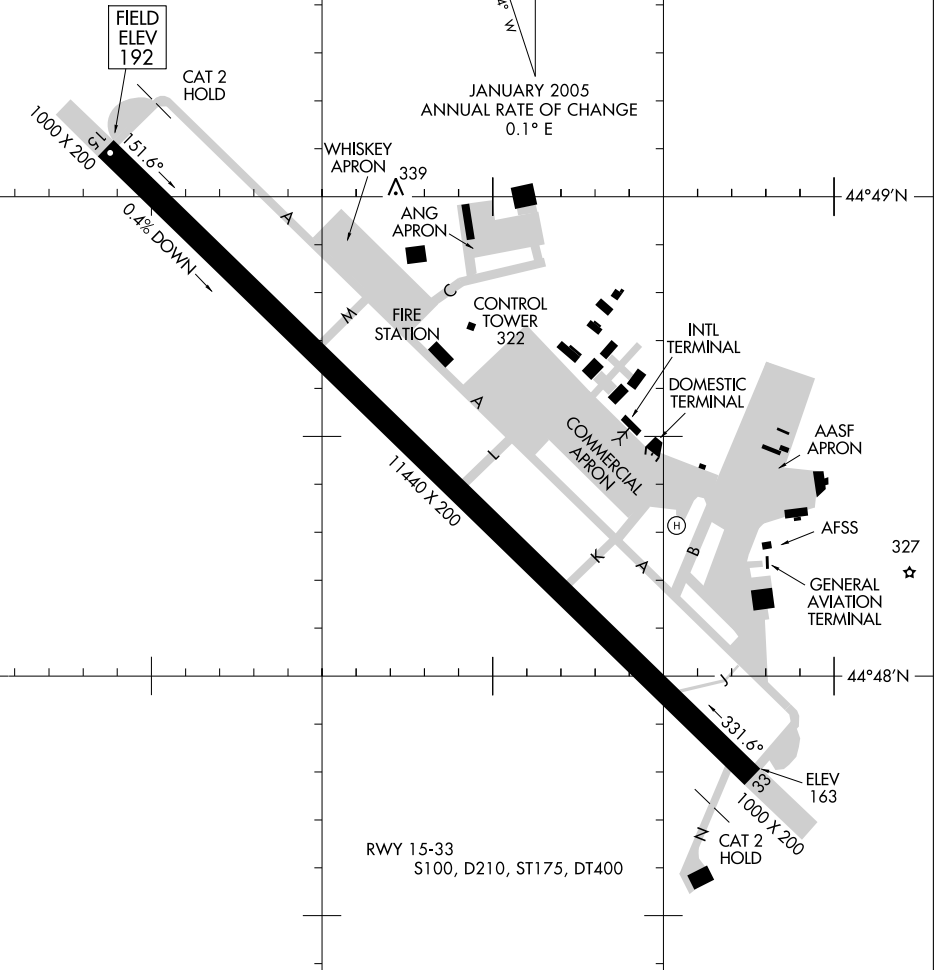 FIELD
ELEV
192
CAT 2
HOLD
4° W
JANUARY 2005
ANNUAL RATE OF CHANGE
0.1° E
1000 X 200
15
151.6°
0.4% DOWN
A
WHISKEY
APRON
339
ANG
APRON
44°49'N
C
M
FIRE
STATION
CONTROL
TOWER
322
INTL
TERMINAL
DOMESTIC
TERMINAL
A
L
COMMERCIAL
APRON
AASF
APRON
11440 X 200
H
B
K
A
AFSS
327
GENERAL
AVIATION
TERMINAL
44°48'N
J
331.6°
33
ELEV
163
1000 X 200
N
CAT 2
HOLD
RWY 15-33
S100, D210, ST175, DT400